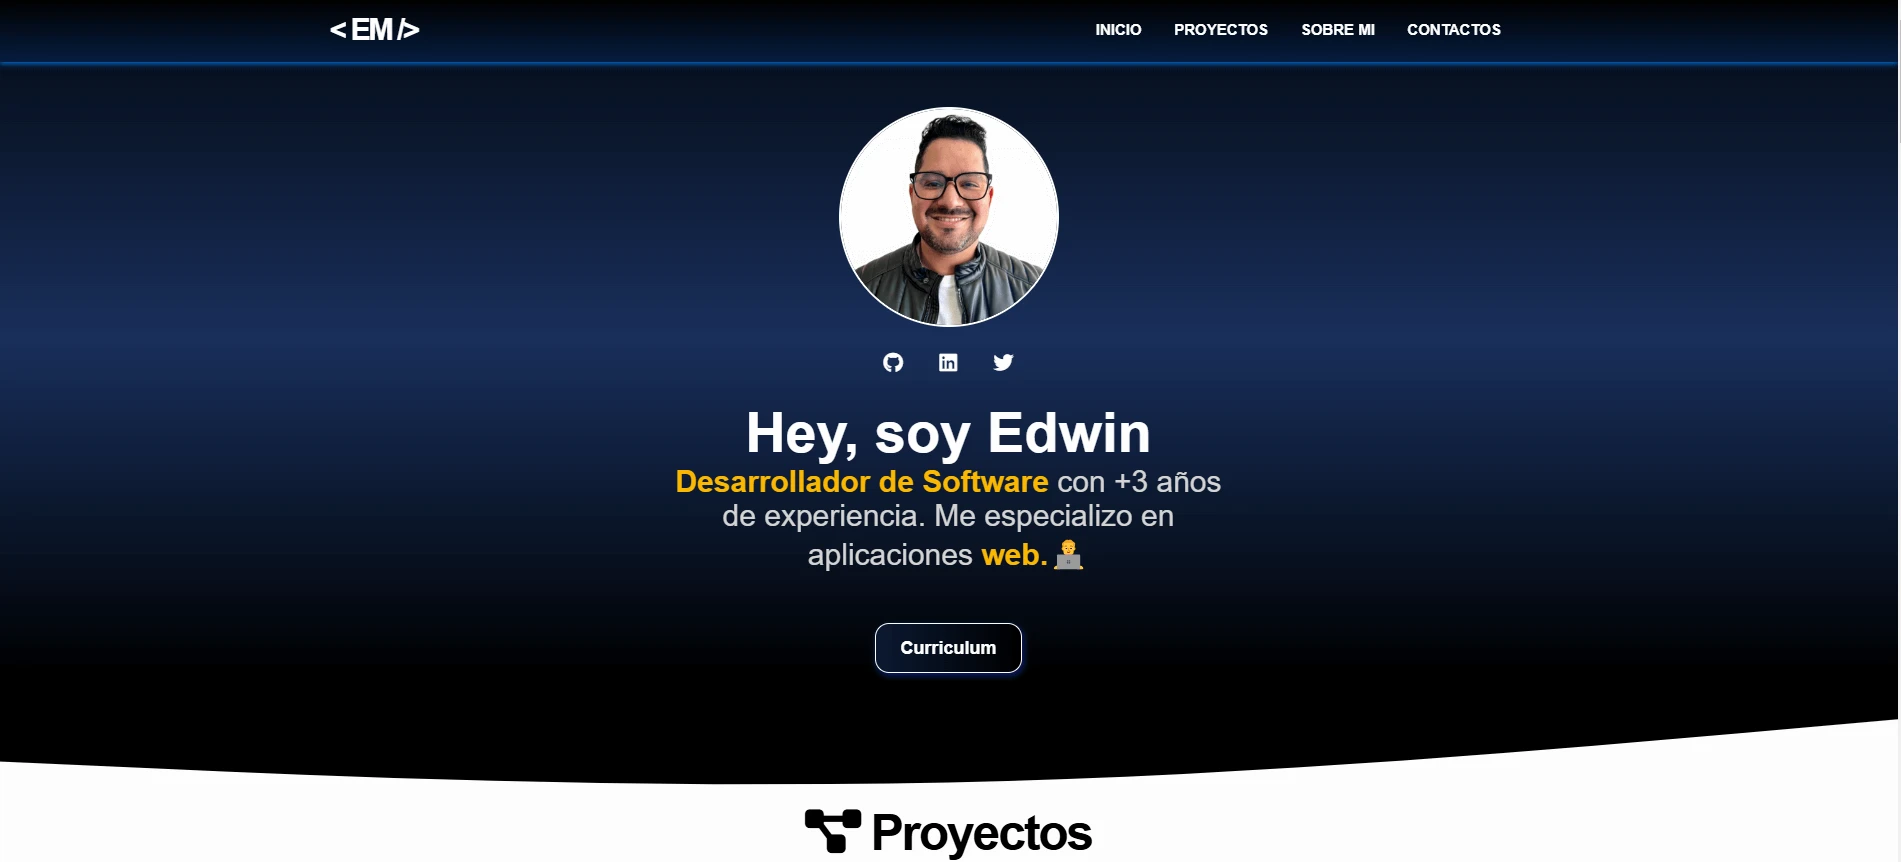 < EM />
INICIO PROYECTOS SOBRE MI CONTACTOS
Hey, soy Edwin
Desarrollador de Software con +3 años
de experiencia. Me especializo en
aplicaciones web.
Curriculum
Proyectos